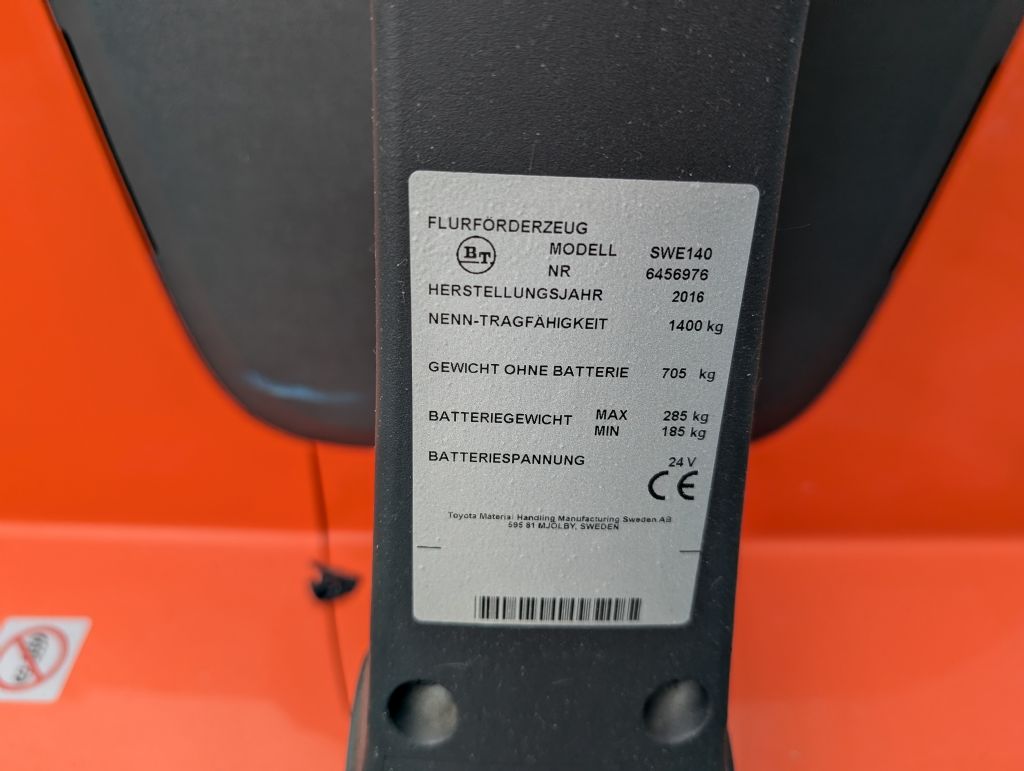 FLURFÖRDERZEUG
BT MODELL SWE140
NR 6456976
HERSTELLUNGSJAHR 2016
NENN-TRAGFÄHIGKEIT 1400 kg
GEWICHT OHNE BATTERIE 705 kg
BATTERIEGEWICHT MAX 285 kg
MIN 185 kg
BATTERIESPANNUNG 24 V
CE
Toyota Material Handling Manufacturing Sweden AB
595 81 MJÖLBY, SWEDEN